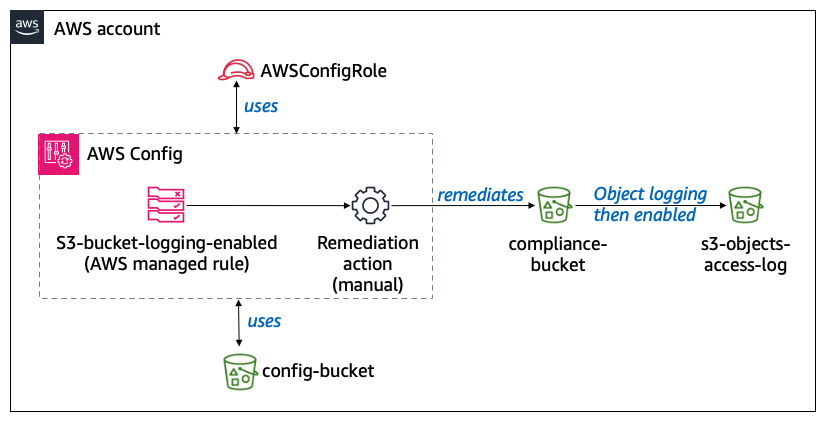 aws
AWS account
AWSConfigRole
uses
AWS Config
S3-bucket-logging-enabled
(AWS managed rule)
Remediation
action
(manual)
remediates
compliance-
bucket
Object logging
then enabled
s3-objects-
access-log
uses
config-bucket